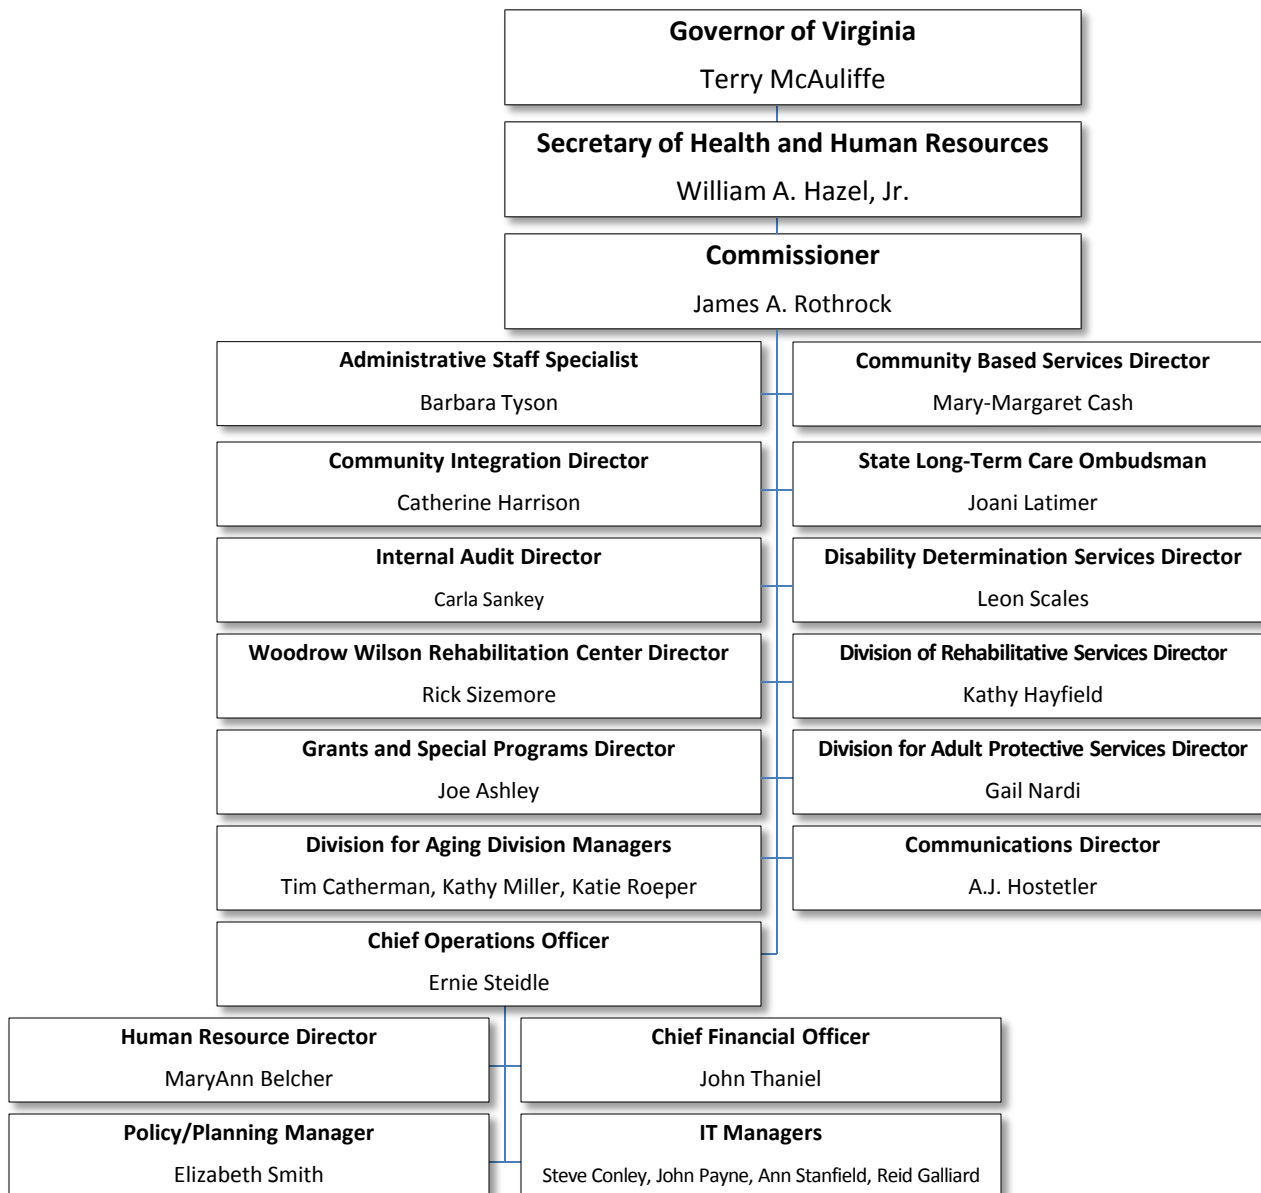 Governor of Virginia
Terry McAuliffe
Secretary of Health and Human Resources
William A. Hazel, Jr.
Commissioner
James A. Rothrock
Administrative Staff Specialist
Barbara Tyson
Community Based Services Director
Mary-Margaret Cash
Community Integration Director
Catherine Harrison
State Long-Term Care Ombudsman
Joani Latimer
Internal Audit Director
Carla Sankey
Disability Determination Services Director
Leon Scales
Woodrow Wilson Rehabilitation Center Director
Rick Sizemore
Division of Rehabilitative Services Director
Kathy Hayfield
Grants and Special Programs Director
Joe Ashley
Division for Adult Protective Services Director
Gail Nardi
Division for Aging Division Managers
Tim Catherman, Kathy Miller, Katie Roeper
Communications Director
A.J. Hostetler
Chief Operations Officer
Ernie Steidle
Human Resource Director
MaryAnn Belcher
Chief Financial Officer
John Thaniel
Policy/Planning Manager
Elizabeth Smith
IT Managers
Steve Conley, John Payne, Ann Stanfield, Reid Galliard